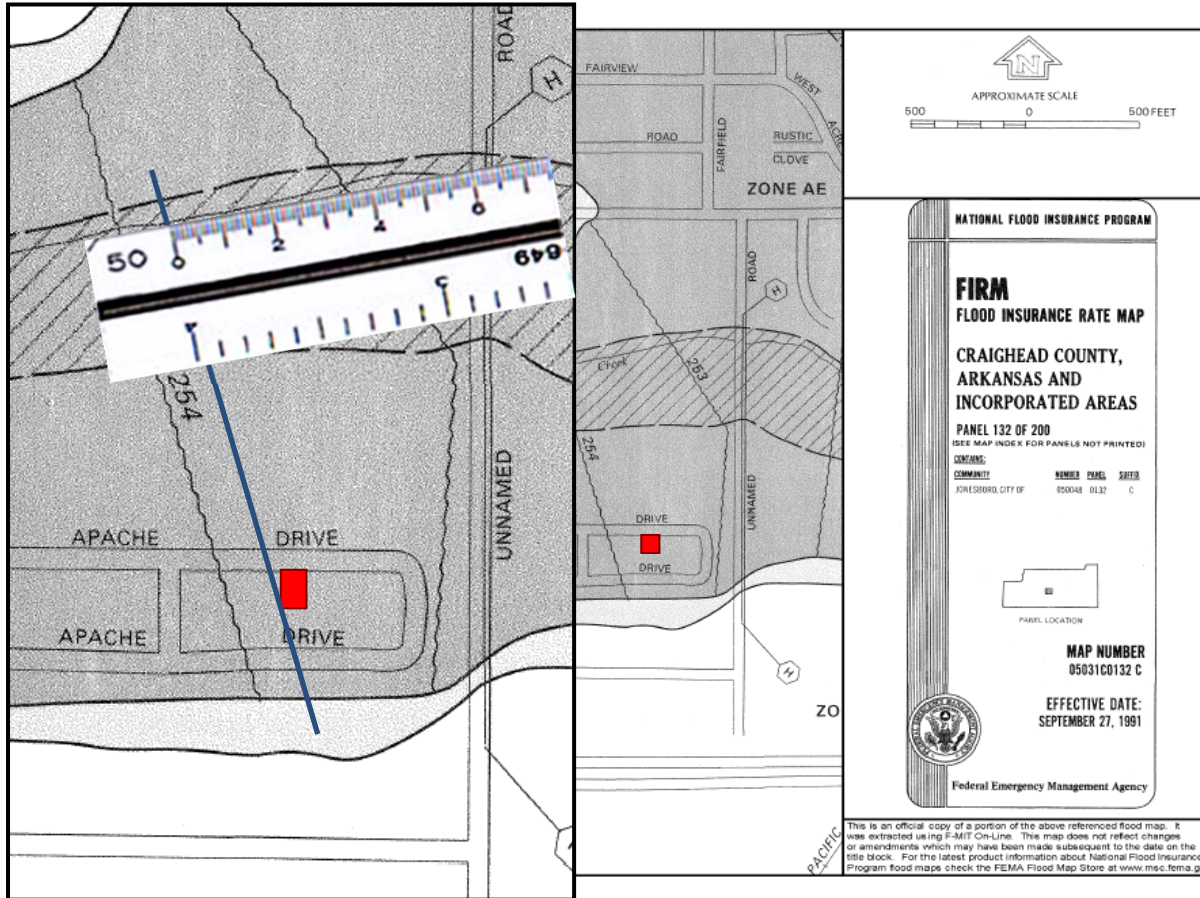 ROAD
H
50
0
2
4
6
649
254
UNNAMED
APACHE DRIVE
APACHE DRIVE
FAIRVIEW
WEST
ACRE
ROAD
FAIRFIELD
RUSTIC
CLOVE
ZONE AE
ROAD
H
Creek
253
254
UNNAMED
DRIVE
DRIVE
H
ZO
PACIFIC
N
APPROXIMATE SCALE
500 0 500 FEET
NATIONAL FLOOD INSURANCE PROGRAM
FIRM
FLOOD INSURANCE RATE MAP
CRAIGHEAD COUNTY,
ARKANSAS AND
INCORPORATED AREAS
PANEL 132 OF 200
(SEE MAP INDEX FOR PANELS NOT PRINTED)
CONTAINS:
COMMUNITY NUMBER PANEL SUFFIX
JONESBORO, CITY OF 050048 0132 C
PANEL LOCATION
MAP NUMBER
05031C0132 C
EFFECTIVE DATE:
SEPTEMBER 27, 1991
Federal Emergency Management Agency
This is an official copy of a portion of the above referenced flood map. It
was extracted using F-MIT On-Line. This map does not reflect changes
or amendments which may have been made subsequent to the date on the
title block. For the latest product information about National Flood Insurance
Program flood maps check the FEMA Flood Map Store at www.msc.fema.g